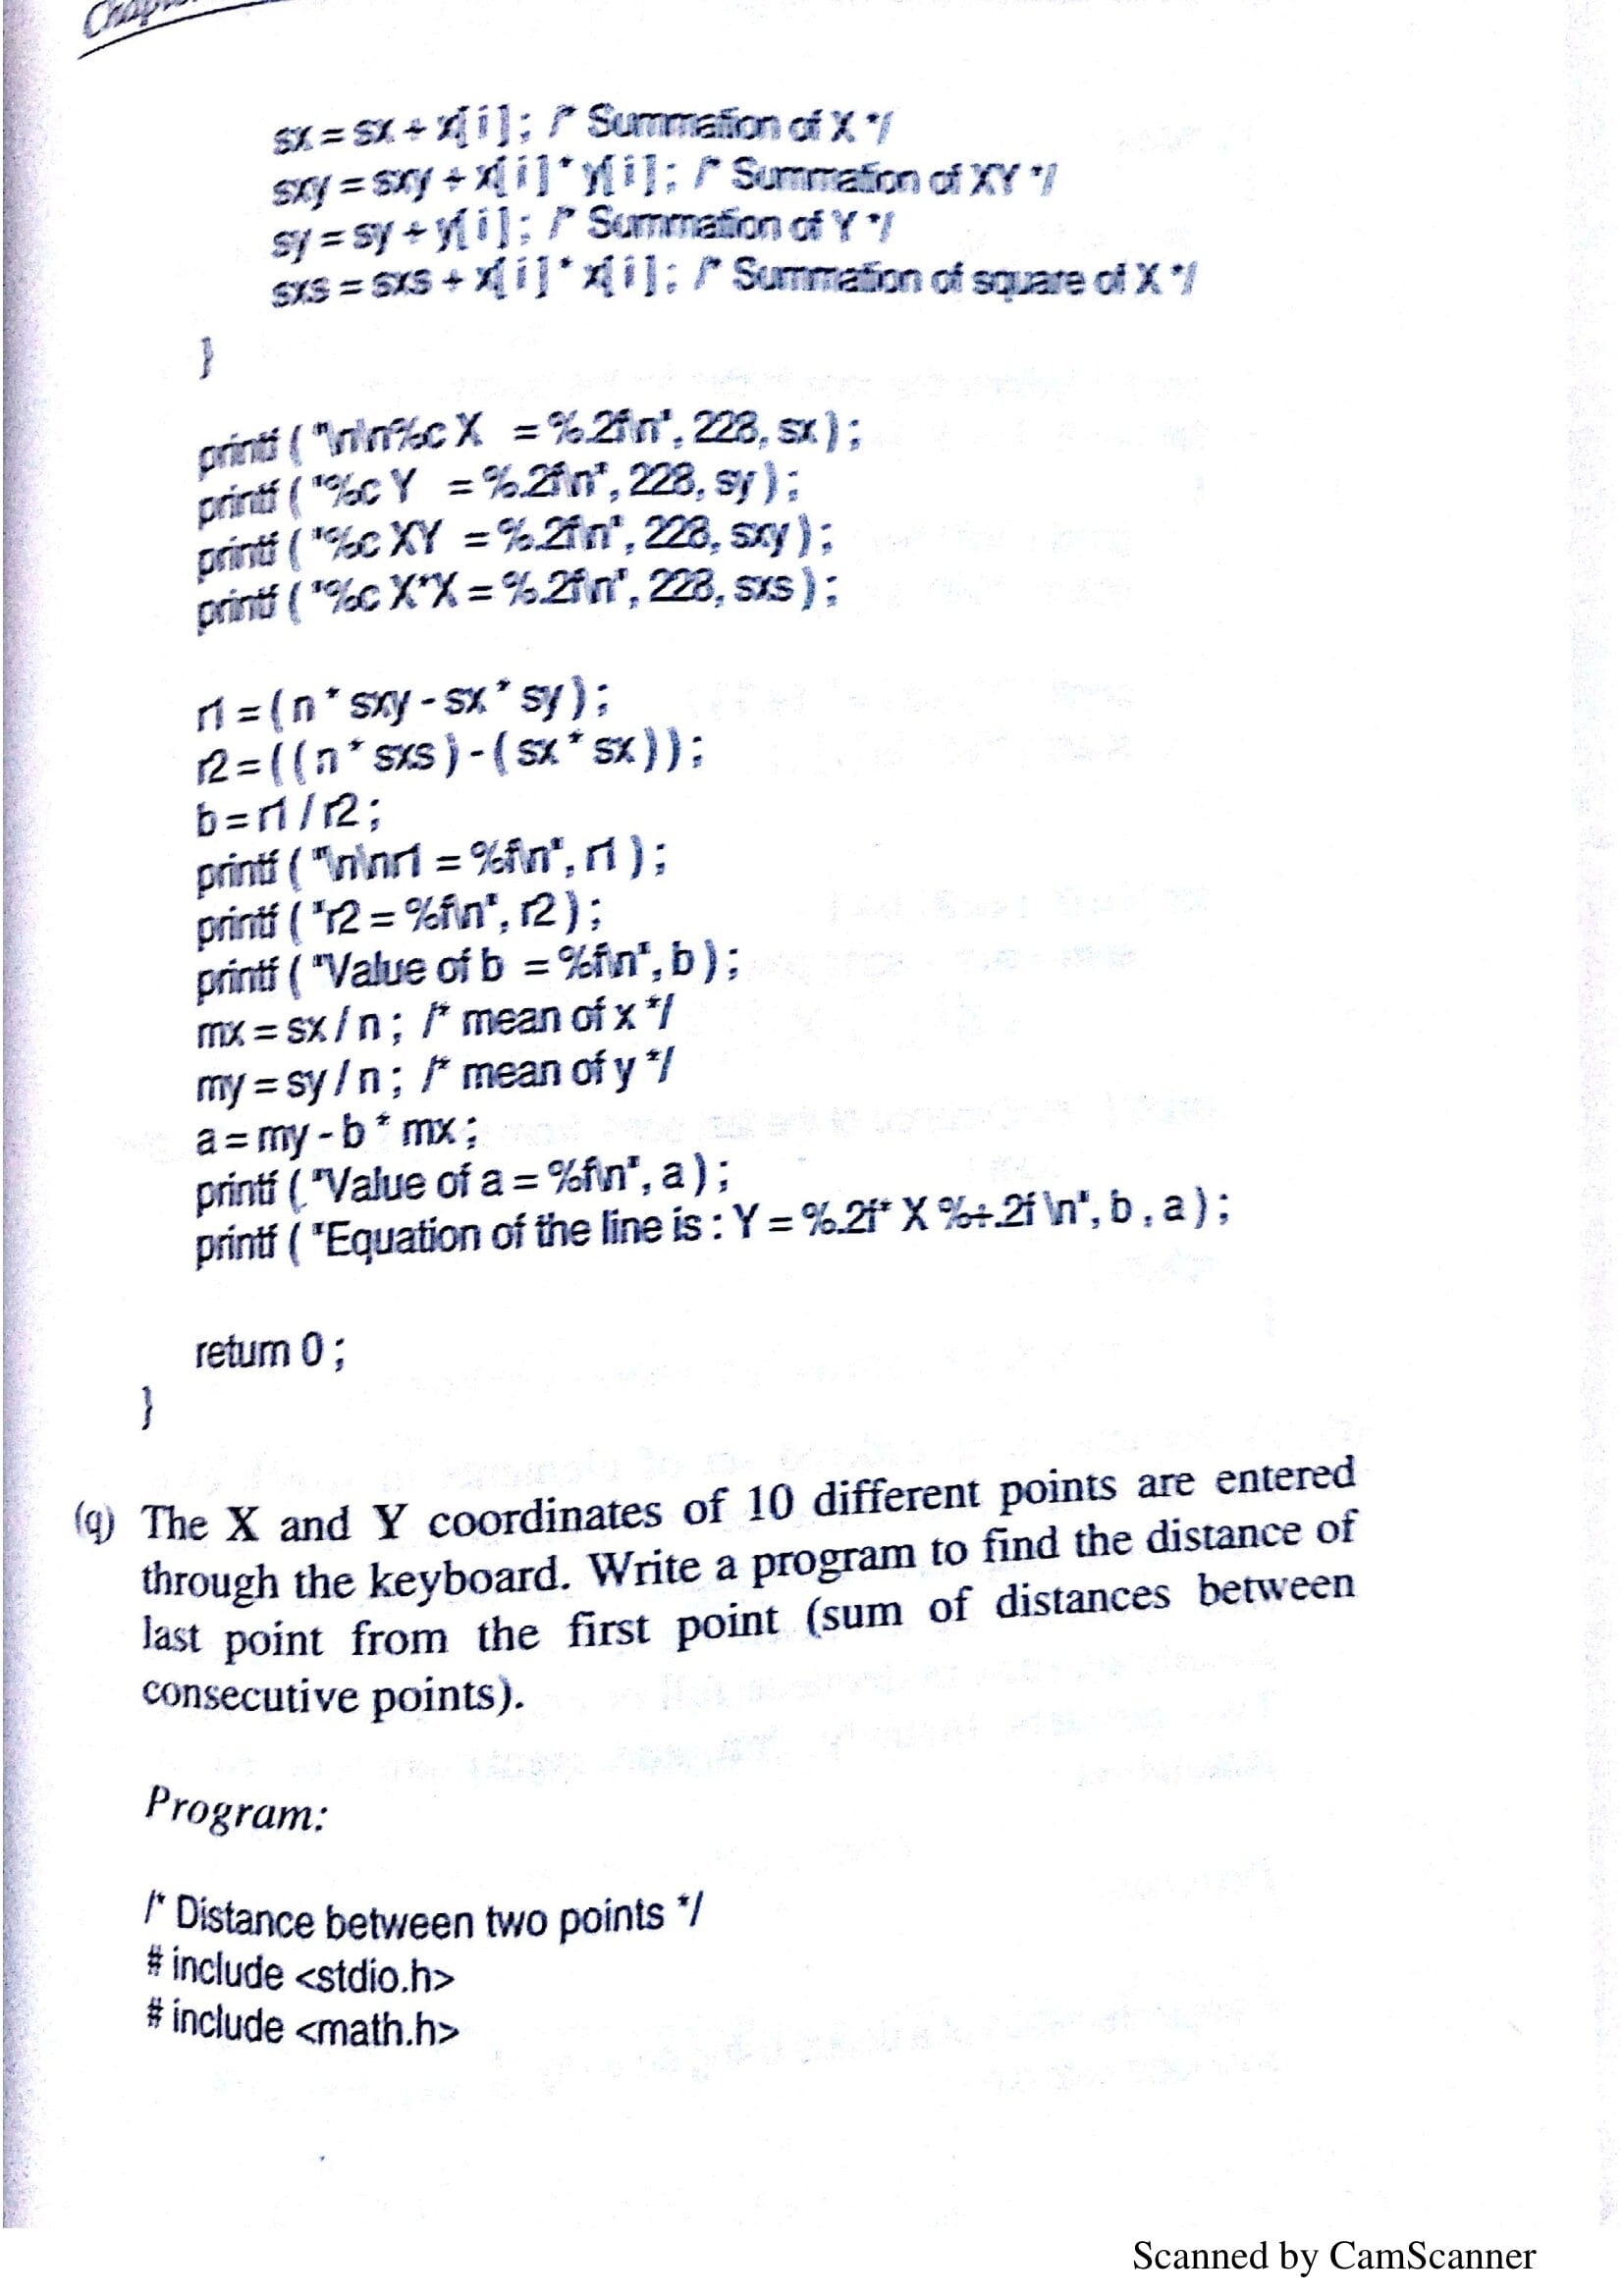 sx = sx + x[ i ] ; /* Summation of X */
sxy = sxy + x[ i ] * y[ i ] ; /* Summation of XY */
sy = sy + y[ i ] ; /* Summation of Y */
sxs = sxs + x[ i ] * x[ i ] ; /* Summation of square of X */
}
printf ( "\n\n%c X   = %.2f\n", 228, sx ) ;
printf ( "%c Y   = %.2f\n", 228, sy ) ;
printf ( "%c XY  = %.2f\n", 228, sxy ) ;
printf ( "%c X*X = %.2f\n", 228, sxs ) ;
r1 = ( n * sxy - sx * sy ) ;
r2 = ( ( n * sxs ) - ( sx * sx ) ) ;
b = r1 / r2 ;
printf ( "\n\nr1 = %f\n", r1 ) ;
printf ( "r2 = %f\n", r2 ) ;
printf ( "Value of b  = %f\n", b ) ;
mx = sx / n ; /* mean of x */
my = sy / n ; /* mean of y */
a = my - b * mx ;
printf ( "Value of a = %f\n", a ) ;
printf ( "Equation of the line is : Y = %.2f* X %+.2f \n", b , a ) ;
return 0 ;
}
(q) The X and Y coordinates of 10 different points are entered
through the keyboard. Write a program to find the distance of
last point from the first point (sum of distances between
consecutive points).
Program:
/* Distance between two points */
# include <stdio.h>
# include <math.h>
Scanned by CamScanner